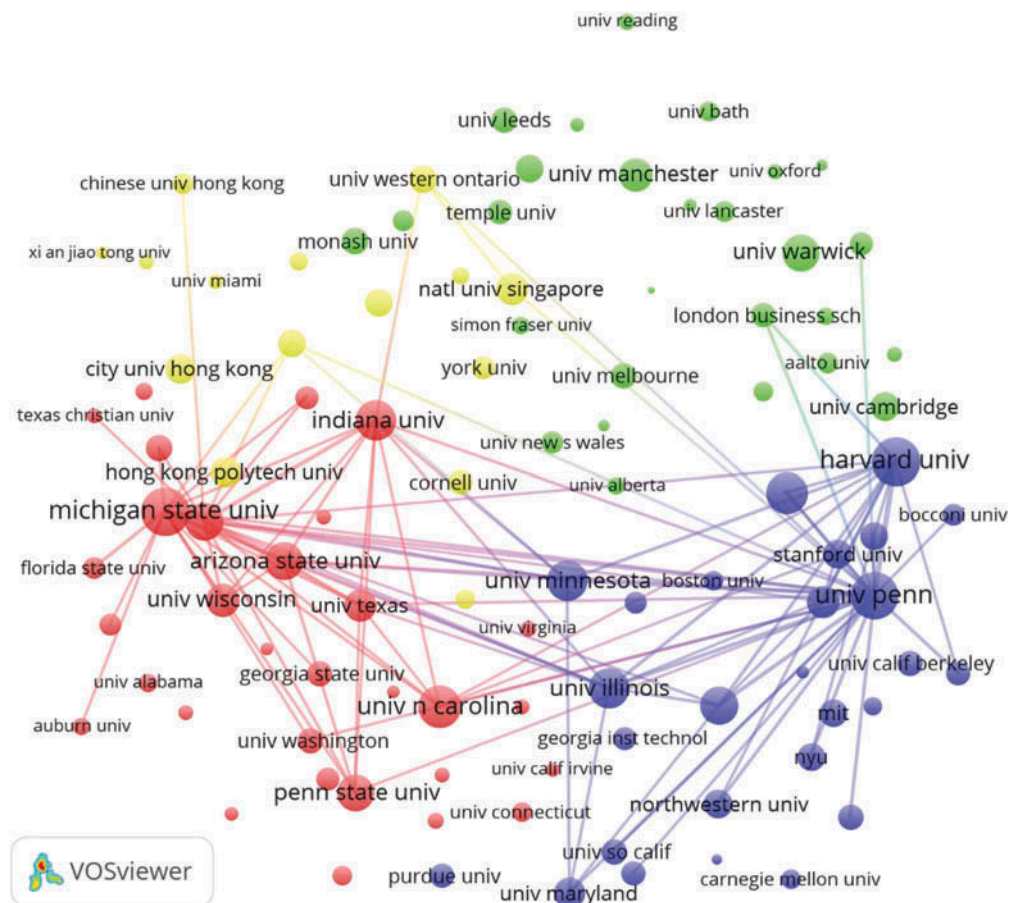 univ reading
univ leeds
univ bath
chinese univ hong kong
univ western ontario
univ manchester
univ oxford
temple univ
univ lancaster
monash univ
xi an jiao tong univ
univ warwick
univ miami
natl univ singapore
london business sch
simon fraser univ
city univ hong kong
york univ
univ melbourne
aalto univ
texas christian univ
indiana univ
univ cambridge
univ new s wales
harvard univ
hong kong polytech univ
cornell univ
univ alberta
michigan state univ
bocconi univ
arizona state univ
stanford univ
florida state univ
univ minnesota
boston univ
univ wisconsin
univ texas
univ penn
univ virginia
univ calif berkeley
georgia state univ
univ alabama
univ illinois
univ n carolina
mit
auburn univ
univ washington
georgia inst technol
nyu
univ calif irvine
penn state univ
northwestern univ
univ connecticut
univ so calif
VOSviewer
purdue univ
carnegie mellon univ
univ maryland